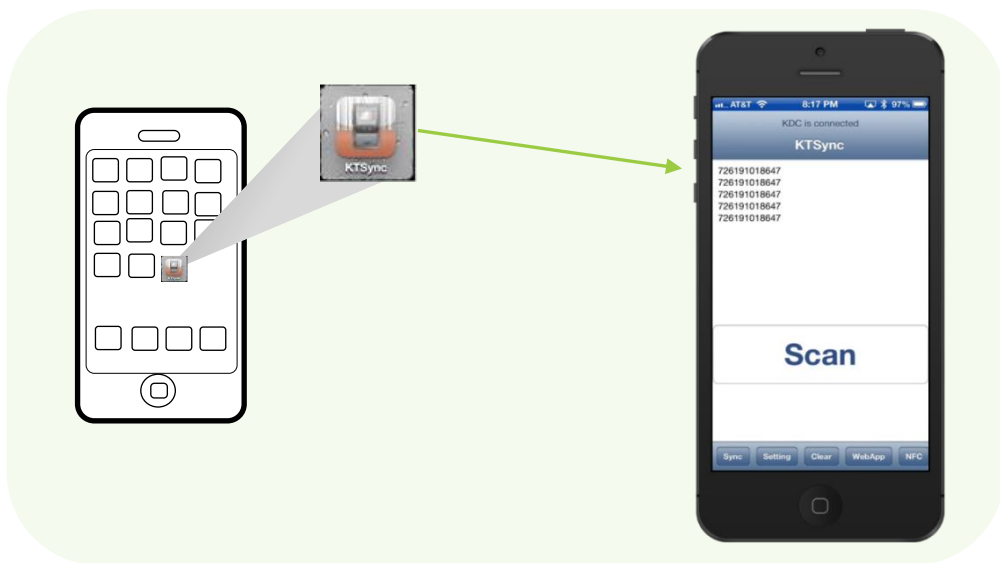 KTSync
AT&T 8:17 PM 97%
KDC is connected
KTSync
726191018647
726191018647
726191018647
726191018647
726191018647
Scan
Sync Setting Clear WebApp NFC